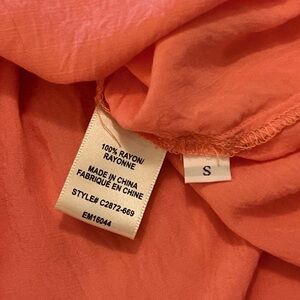 100% RAYON/
RAYONNE
MADE IN CHINA
FABRIQUÉ EN CHINE
STYLE# C2872-669
EM16044
S